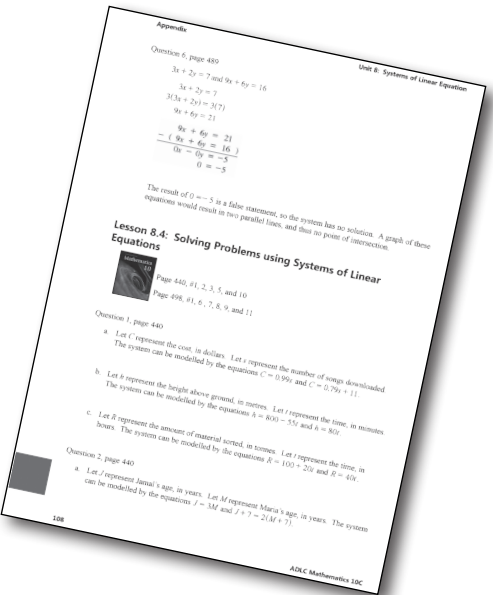 Appendix
Unit 8: Systems of Linear Equation
Question 6, page 489
3x + 2y = 7 and 9x + 6y = 16
3x + 2y = 7
3(3x + 2y) = 3(7)
9x + 6y = 21
9x + 6y = 21
− ( 9x + 6y = 16 )
0x − 0y = −5
0 = −5
The result of 0 = − 5 is a false statement, so the system has no solution. A graph of these
equations would result in two parallel lines, and thus no point of intersection.
Lesson 8.4: Solving Problems using Systems of Linear
Equations
Mathematics
10
Page 440, #1, 2, 3, 5, and 10
Page 498, #1, 6, 7, 8, 9, and 11
Question 1, page 440
a. Let C represent the cost, in dollars. Let s represent the number of songs downloaded.
The system can be modelled by the equations C = 0.99s and C = 0.79s + 11.
b. Let h represent the height above ground, in metres. Let t represent the time, in minutes.
The system can be modelled by the equations h = 800 − 55t and h = 80t.
c. Let R represent the amount of material sorted, in tonnes. Let t represent the time, in
hours. The system can be modelled by the equations R = 100 + 20t and R = 40t.
Question 2, page 440
a. Let J represent Jamal's age, in years. Let M represent Maria's age, in years. The system
can be modelled by the equations J = 3M and J + 7 = 2(M + 7).
108
ADLC Mathematics 10C